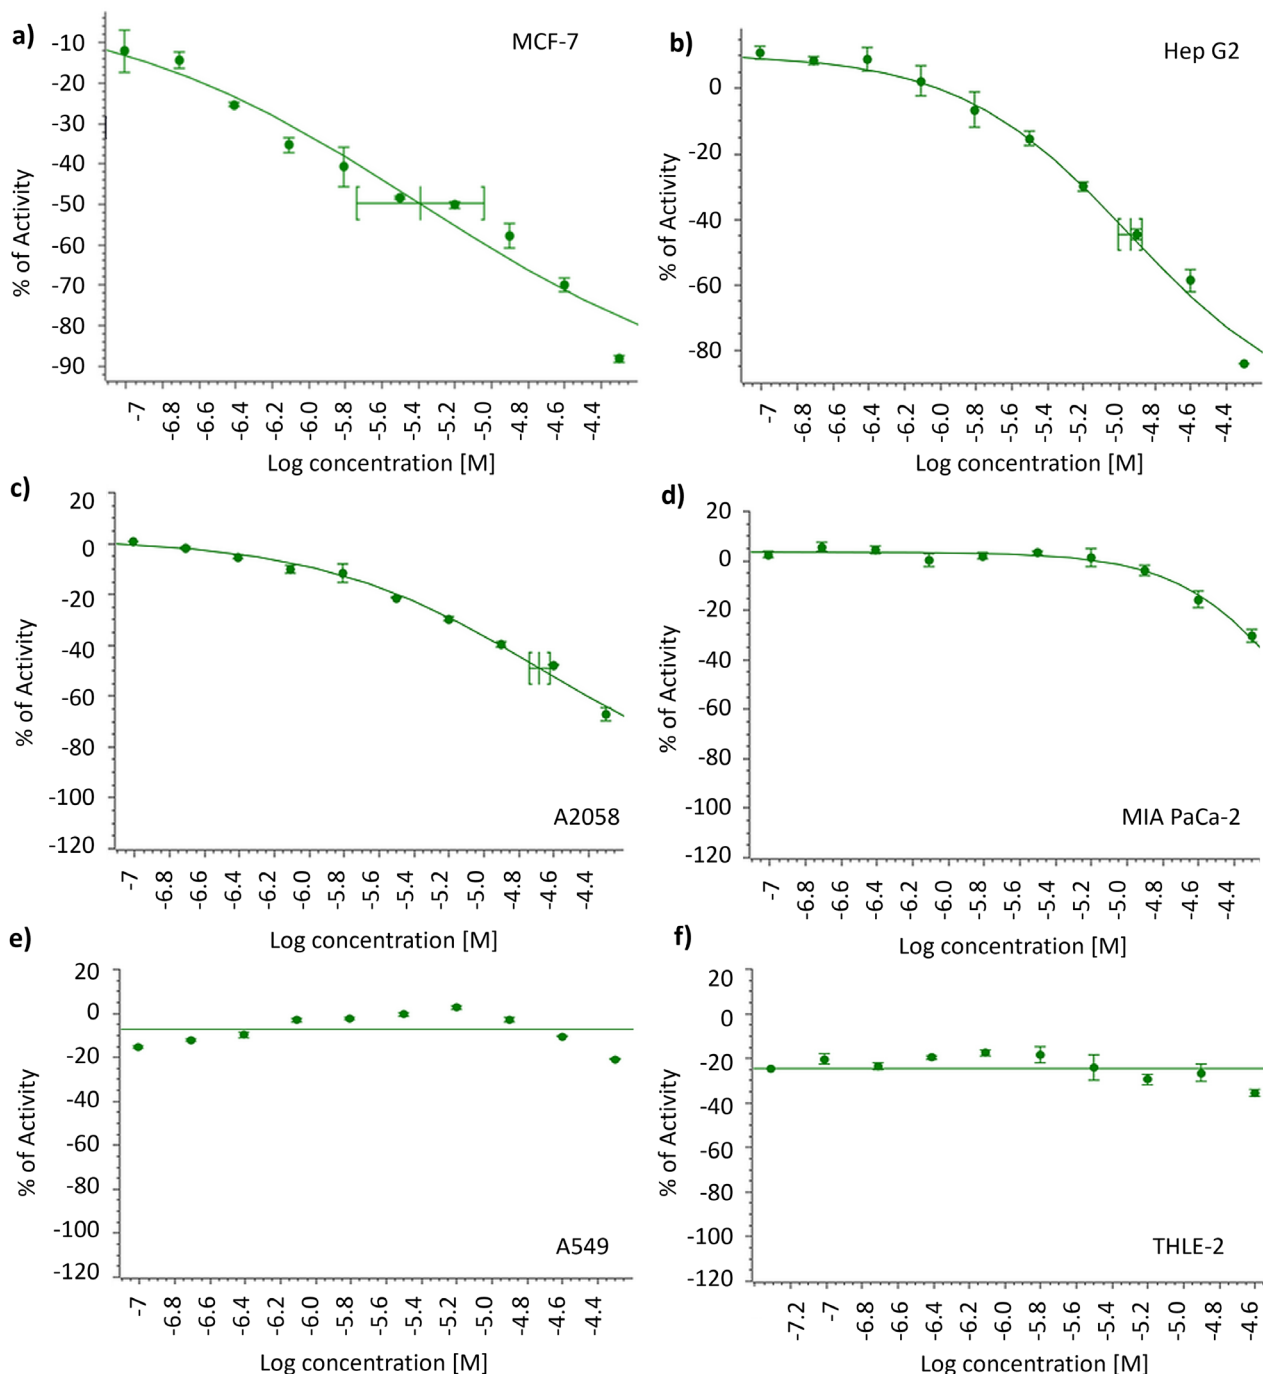 a)
MCF-7
-10
-20
-30
-40
-50
-60
-70
-80
-90
% of Activity
-7 -6.8 -6.6 -6.4 -6.2 -6.0 -5.8 -5.6 -5.4 -5.2 -5.0 -4.8 -4.6 -4.4
Log concentration [M]
b)
Hep G2
0
-20
-40
-60
-80
% of Activity
-7 -6.8 -6.6 -6.4 -6.2 -6.0 -5.8 -5.6 -5.4 -5.2 -5.0 -4.8 -4.6 -4.4
Log concentration [M]
c)
20
0
-20
-40
-60
-80
-100
-120
% of Activity
A2058
-7 -6.8 -6.6 -6.4 -6.2 -6.0 -5.8 -5.6 -5.4 -5.2 -5.0 -4.8 -4.6 -4.4
Log concentration [M]
d)
20
0
-20
-40
-60
-80
-100
-120
% of Activity
MIA PaCa-2
-7 -6.8 -6.6 -6.4 -6.2 -6.0 -5.8 -5.6 -5.4 -5.2 -5.0 -4.8 -4.6 -4.4
Log concentration [M]
e)
20
0
-20
-40
-60
-80
-100
-120
% of Activity
A549
-7 -6.8 -6.6 -6.4 -6.2 -6.0 -5.8 -5.6 -5.4 -5.2 -5.0 -4.8 -4.6 -4.4
Log concentration [M]
f)
20
0
-20
-40
-60
-80
-100
-120
% of Activity
THLE-2
-7.2 -7 -6.8 -6.6 -6.4 -6.2 -6.0 -5.8 -5.6 -5.4 -5.2 -5.0 -4.8 -4.6
Log concentration [M]